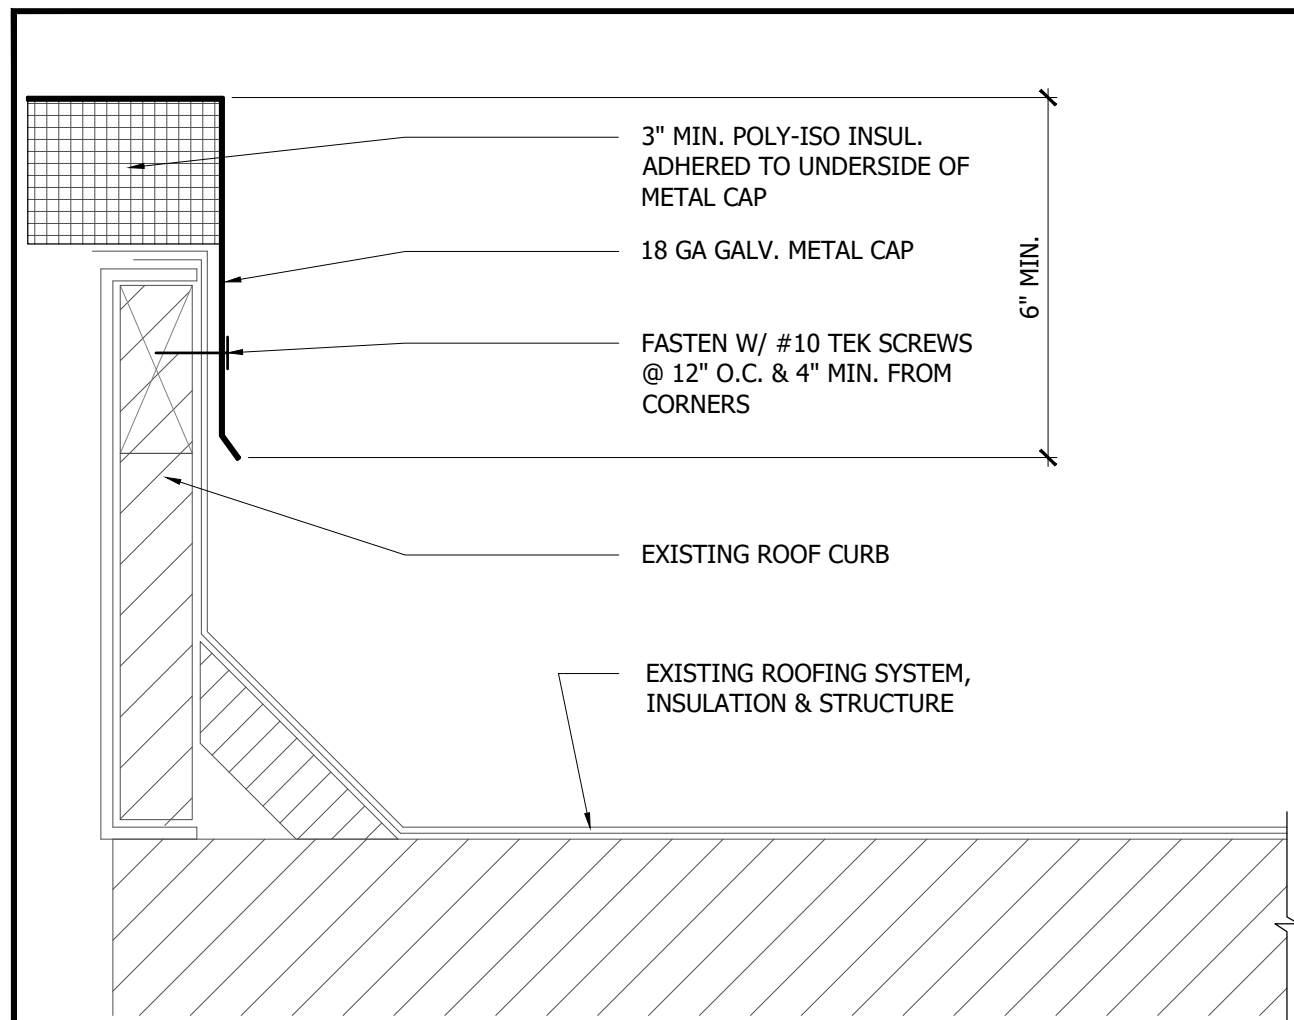 3" MIN. POLY-ISO INSUL.
ADHERED TO UNDERSIDE OF
METAL CAP
18 GA GALV. METAL CAP
6" MIN.
FASTEN W/ #10 TEK SCREWS
@ 12" O.C. & 4" MIN. FROM
CORNERS
EXISTING ROOF CURB
EXISTING ROOFING SYSTEM,
INSULATION & STRUCTURE